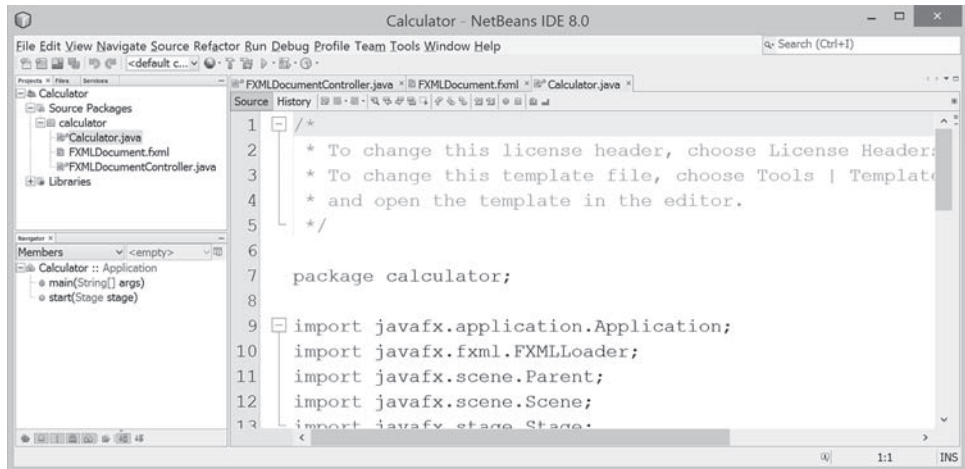 Calculator - NetBeans IDE 8.0
File Edit View Navigate Source Refactor Run Debug Profile Team Tools Window Help
Search (Ctrl+I)
<default c...
Projects × Files Services
Calculator
Source Packages
calculator
Calculator.java
FXMLDocument.fxml
FXMLDocumentController.java
Libraries
Navigator ×
Members <empty>
Calculator :: Application
main(String[] args)
start(Stage stage)
FXMLDocumentController.java × FXMLDocument.fxml × Calculator.java ×
Source History
1 /*
2 * To change this license header, choose License Header
3 * To change this template file, choose Tools | Templat
4 * and open the template in the editor.
5 */
6
7 package calculator;
8
9 import javafx.application.Application;
10 import javafx.fxml.FXMLLoader;
11 import javafx.scene.Parent;
12 import javafx.scene.Scene;
13 import javafx.stage.Stage;
1:1 INS